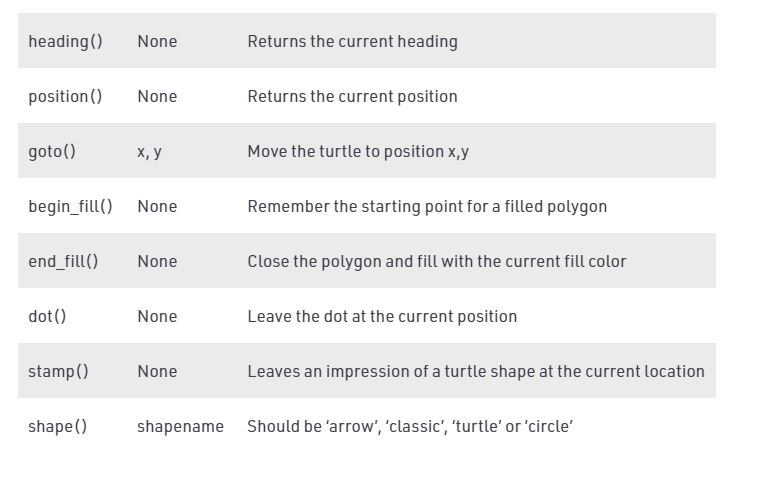 heading() None Returns the current heading
position() None Returns the current position
goto() x, y Move the turtle to position x,y
begin_fill() None Remember the starting point for a filled polygon
end_fill() None Close the polygon and fill with the current fill color
dot() None Leave the dot at the current position
stamp() None Leaves an impression of a turtle shape at the current location
shape() shapename Should be ‘arrow’, ‘classic’, ‘turtle’ or ‘circle’